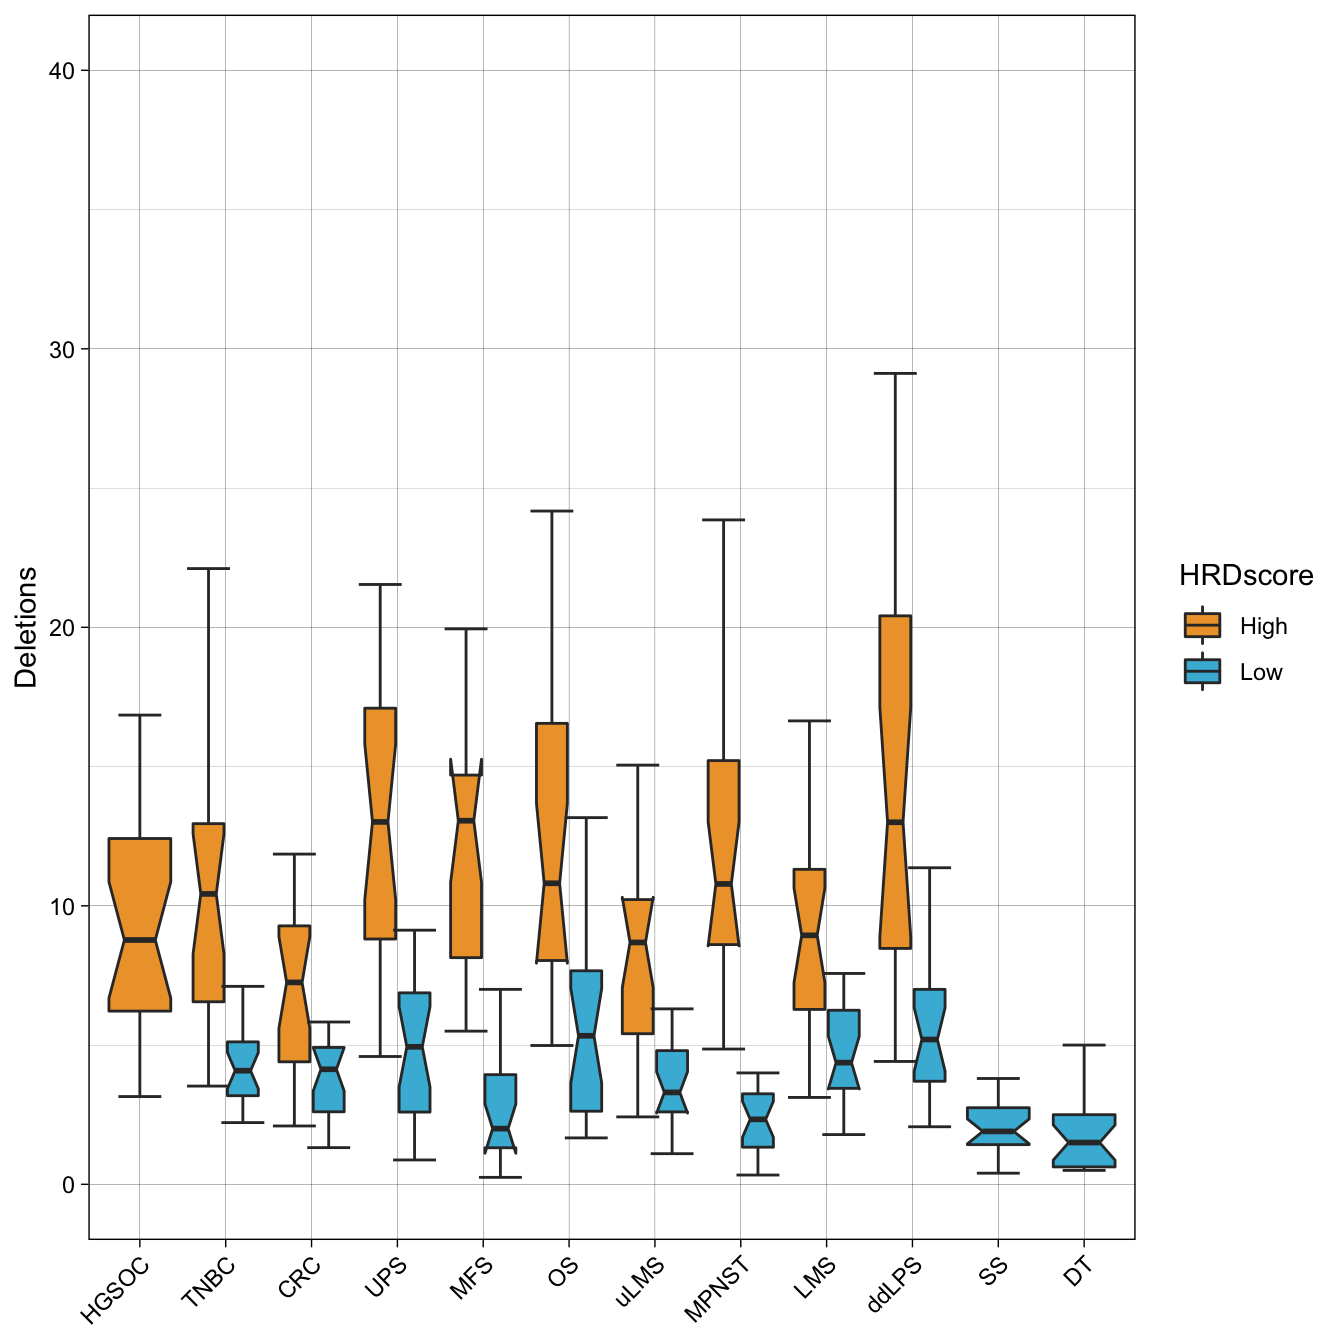 Deletions
40
30
20
10
0
HGSOC
TNBC
CRC
UPS
MFS
OS
uLMS
MPNST
LMS
ddLPS
SS
DT
HRDscore
High
Low